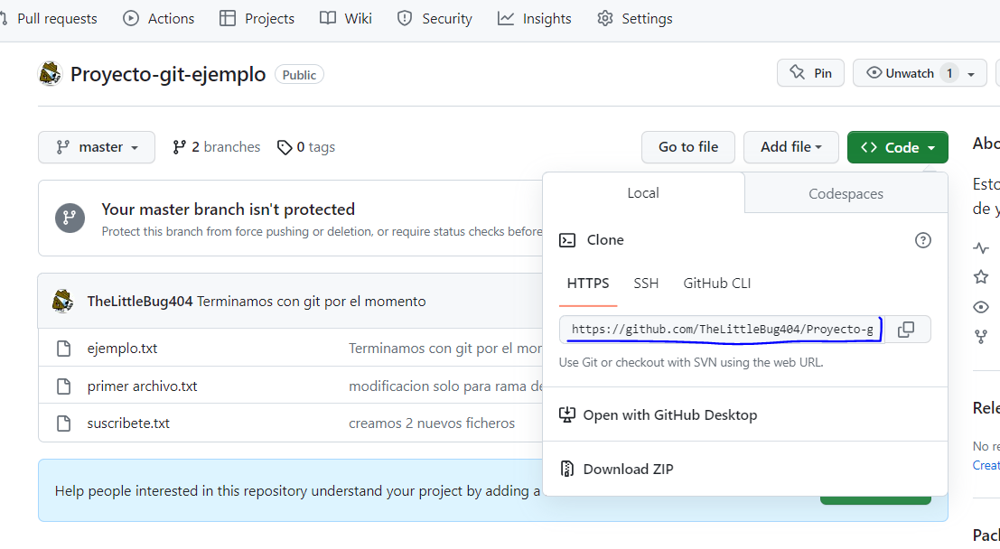 Pull requests Actions Projects Wiki Security Insights Settings
Proyecto-git-ejemplo Public Pin Unwatch 1
master 2 branches 0 tags Go to file Add file Code
Your master branch isn't protected
Protect this branch from force pushing or deletion, or require status checks before
TheLittleBug404 Terminamos con git por el momento
ejemplo.txt Terminamos con git por el mor
primer archivo.txt modificacion solo para rama de
suscribete.txt creamos 2 nuevos ficheros
Help people interested in this repository understand your project by adding a
Local Codespaces
Clone
HTTPS SSH GitHub CLI
https://github.com/TheLittleBug404/Proyecto-g
Use Git or checkout with SVN using the web URL.
Open with GitHub Desktop
Download ZIP
Abo
Esto
de y
Rele
No re
Creat
Pack